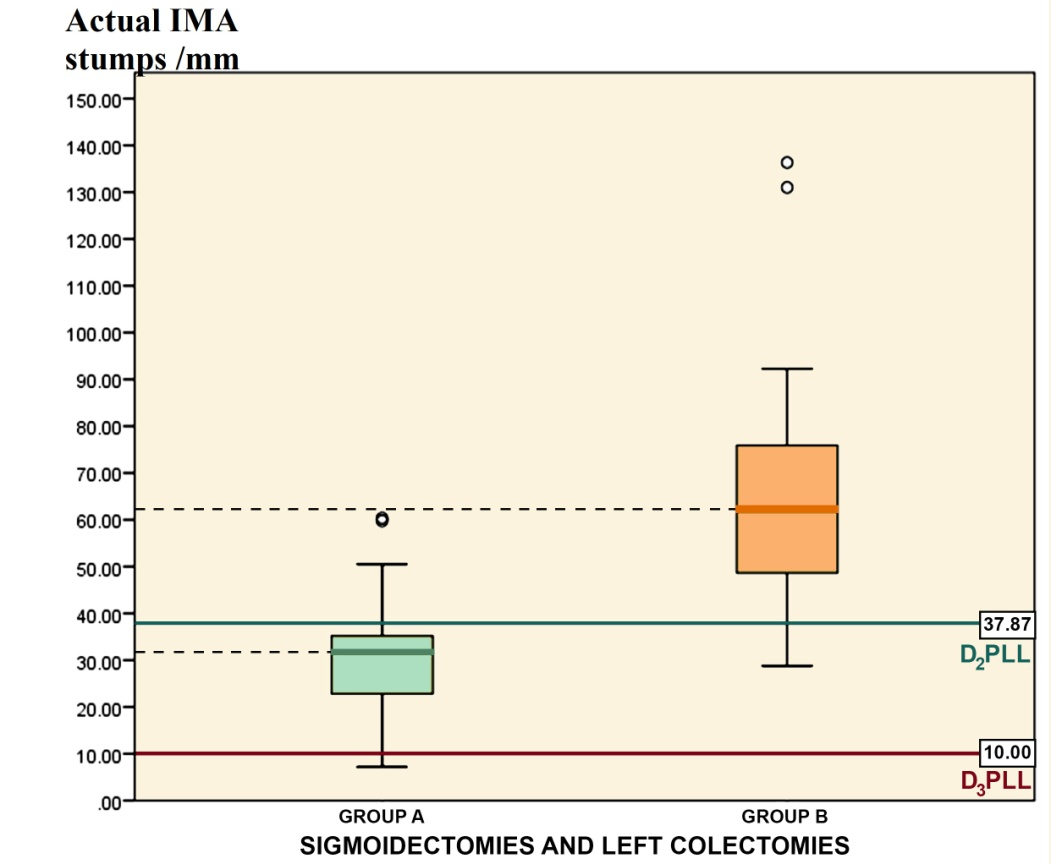 Actual IMA
stumps /mm
150.00
140.00
130.00
120.00
110.00
100.00
90.00
80.00
70.00
60.00
50.00
40.00
30.00
20.00
10.00
.00
37.87
D₂PLL
10.00
D₃PLL
GROUP A
GROUP B
SIGMOIDECTOMIES AND LEFT COLECTOMIES